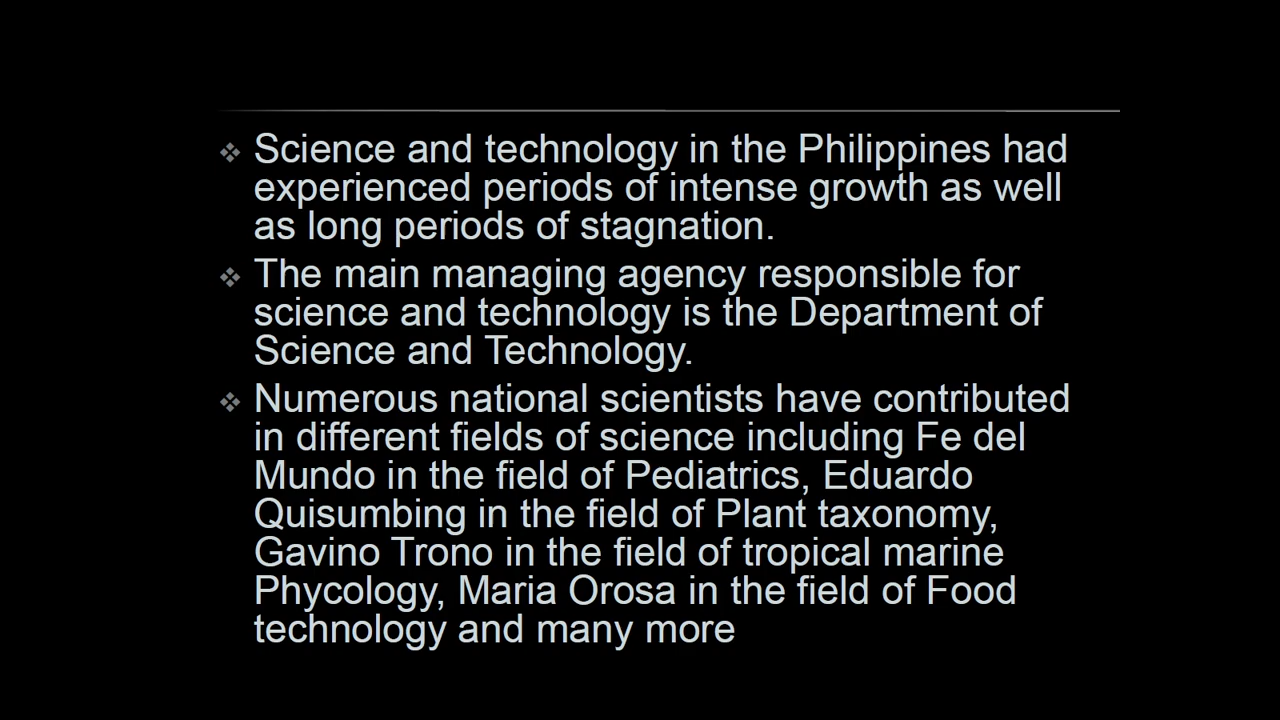 ❖ Science and technology in the Philippines had
experienced periods of intense growth as well
as long periods of stagnation.
❖ The main managing agency responsible for
science and technology is the Department of
Science and Technology.
❖ Numerous national scientists have contributed
in different fields of science including Fe del
Mundo in the field of Pediatrics, Eduardo
Quisumbing in the field of Plant taxonomy,
Gavino Trono in the field of tropical marine
Phycology, Maria Orosa in the field of Food
technology and many more